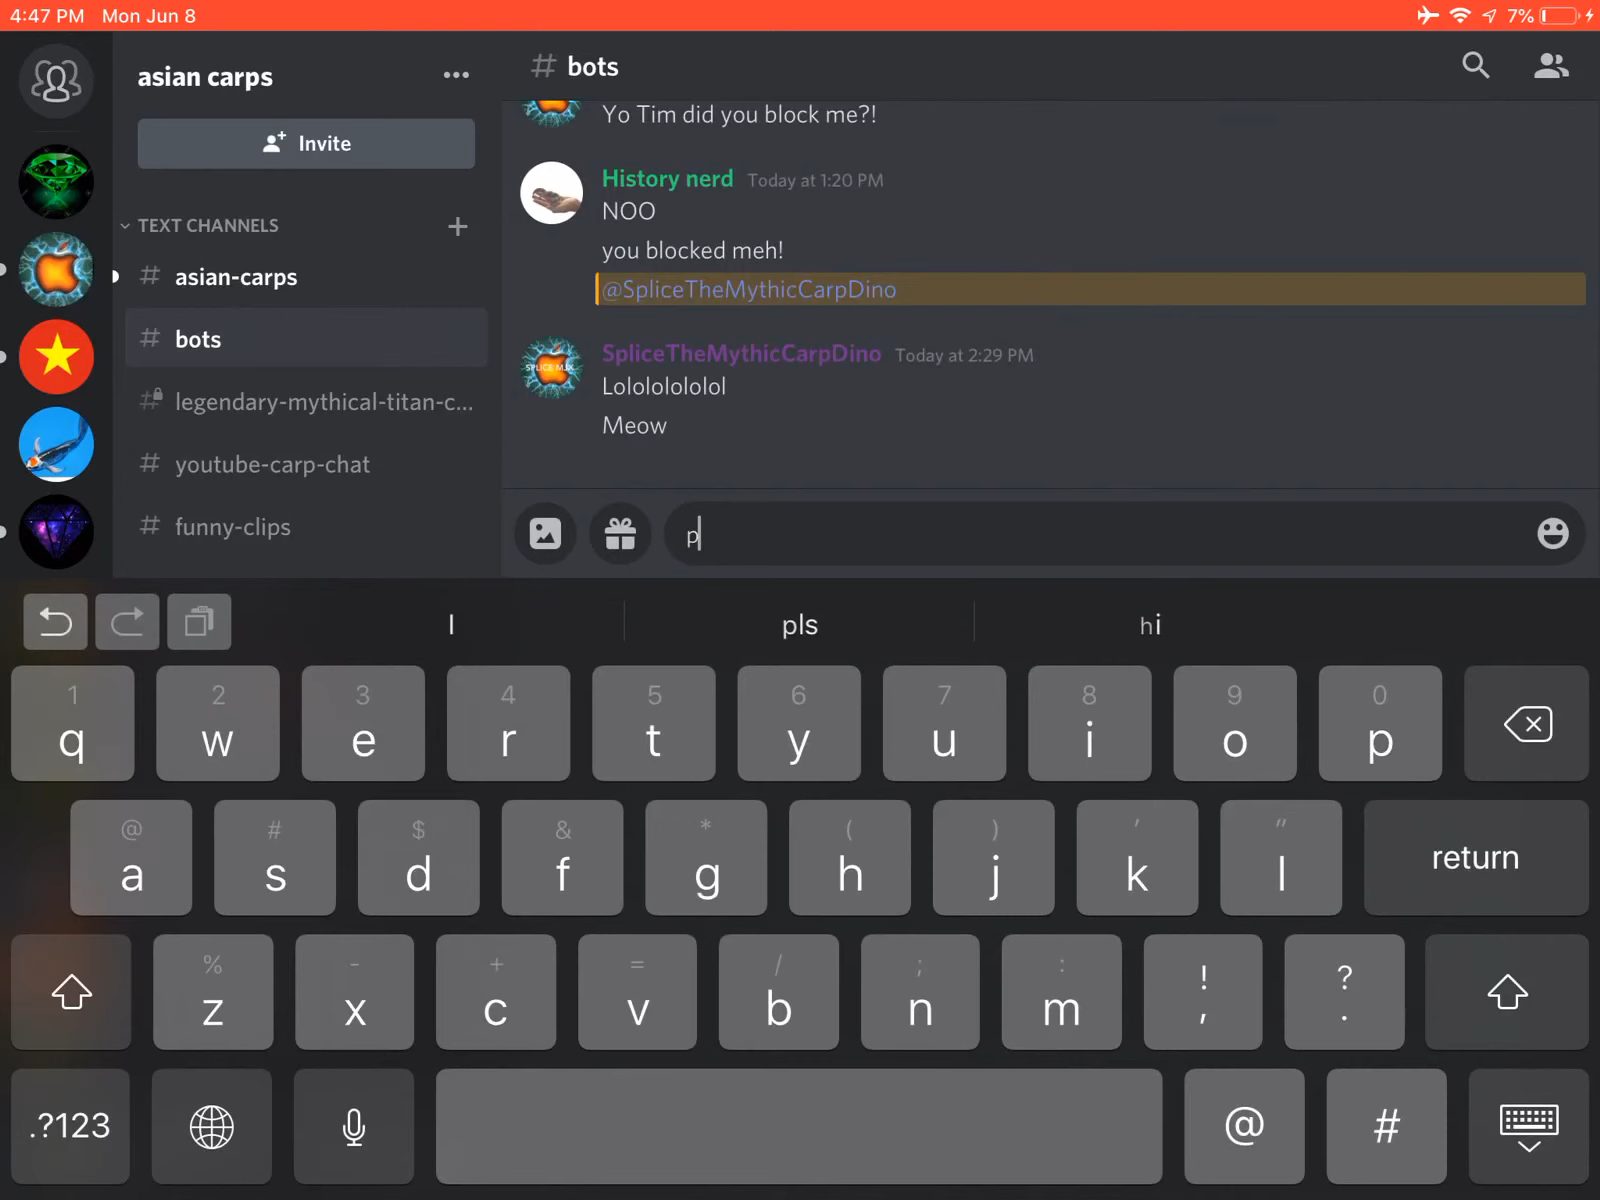 4:47 PM Mon Jun 8
7%
asian carps
Invite
TEXT CHANNELS
# asian-carps
# bots
# legendary-mythical-titan-c...
# youtube-carp-chat
# funny-clips
# bots
Yo Tim did you block me?!
History nerd Today at 1:20 PM
NOO
you blocked meh!
@SpliceTheMythicCarpDino
SPLICE MJX
SpliceTheMythicCarpDino Today at 2:29 PM
Lolololololol
Meow
p
I pls hi
1 2 3 4 5 6 7 8 9 0
q w e r t y u i o p
@ # $ & * ( ) ' "
a s d f g h j k l return
% - + = / ; : ! ?
z x c v b n m , .
.?123 @ #